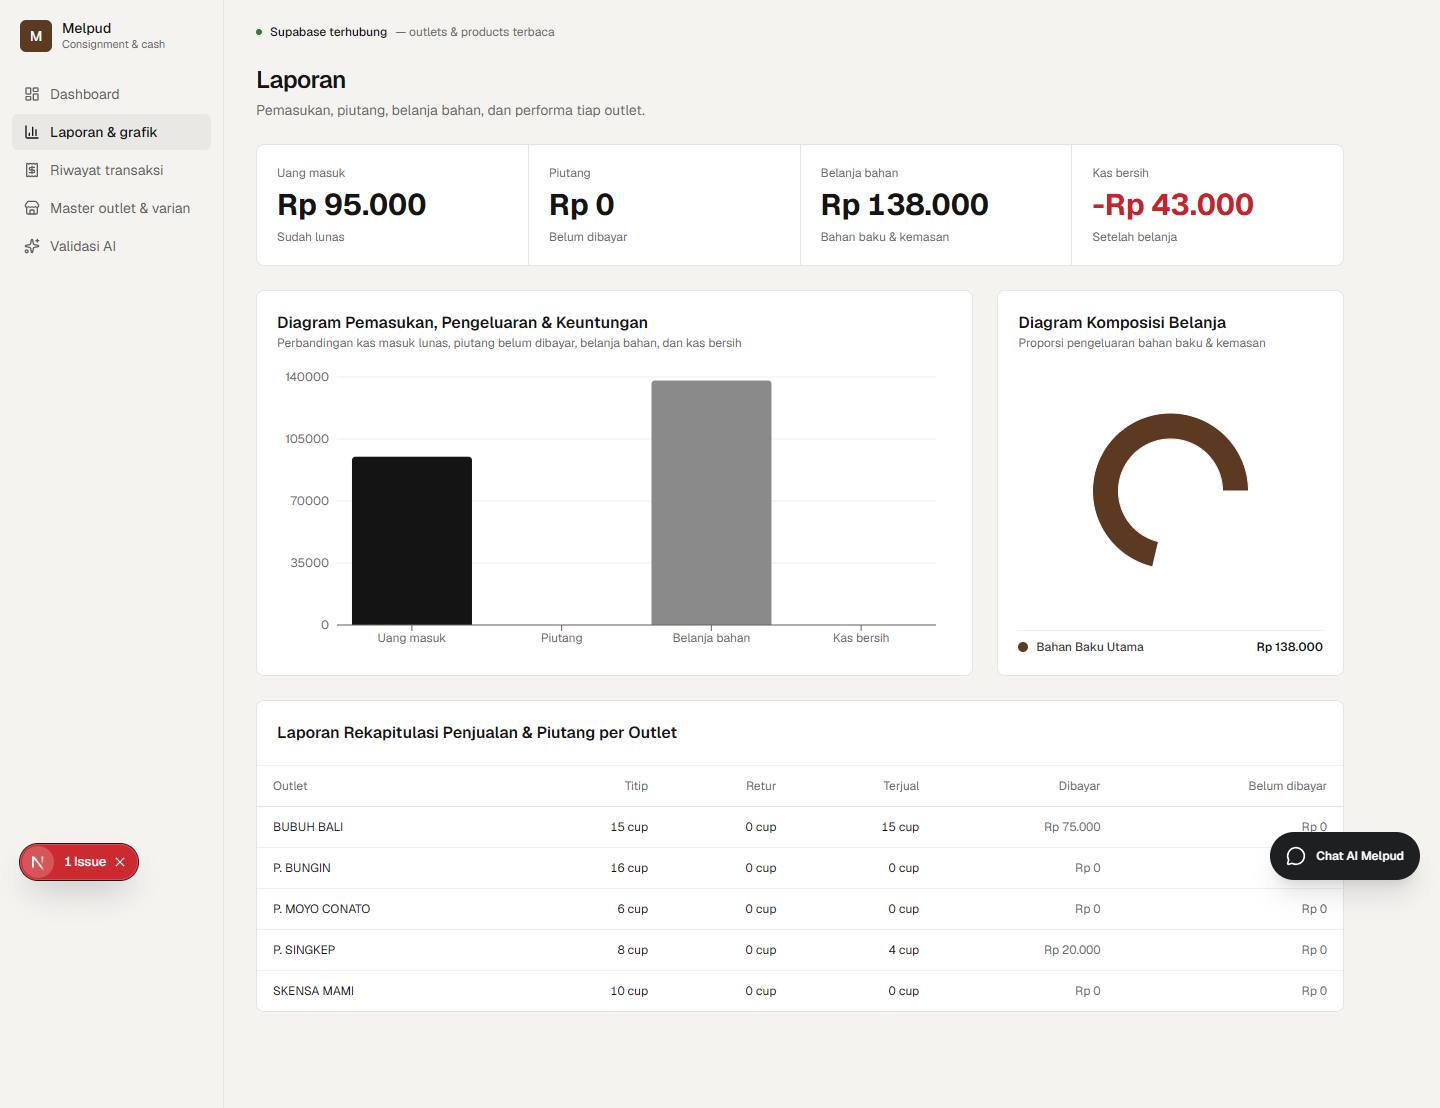 M
Melpud
Consignment & cash
Dashboard
Laporan & grafik
Riwayat transaksi
Master outlet & varian
Validasi AI
Supabase terhubung — outlets & products terbaca
Laporan
Pemasukan, piutang, belanja bahan, dan performa tiap outlet.
Uang masuk
Rp 95.000
Sudah lunas
Piutang
Rp 0
Belum dibayar
Belanja bahan
Rp 138.000
Bahan baku & kemasan
Kas bersih
-Rp 43.000
Setelah belanja
Diagram Pemasukan, Pengeluaran & Keuntungan
Perbandingan kas masuk lunas, piutang belum dibayar, belanja bahan, dan kas bersih
140000
105000
70000
35000
0
Uang masuk Piutang Belanja bahan Kas bersih
Diagram Komposisi Belanja
Proporsi pengeluaran bahan baku & kemasan
Bahan Baku Utama Rp 138.000
Laporan Rekapitulasi Penjualan & Piutang per Outlet
Outlet Titip Retur Terjual Dibayar Belum dibayar
BUBUH BALI 15 cup 0 cup 15 cup Rp 75.000 Rp 0
P. BUNGIN 16 cup 0 cup 0 cup Rp 0
P. MOYO CONATO 6 cup 0 cup 0 cup Rp 0 Rp 0
P. SINGKEP 8 cup 0 cup 4 cup Rp 20.000 Rp 0
SKENSA MAMI 10 cup 0 cup 0 cup Rp 0 Rp 0
N 1 Issue
Chat AI Melpud